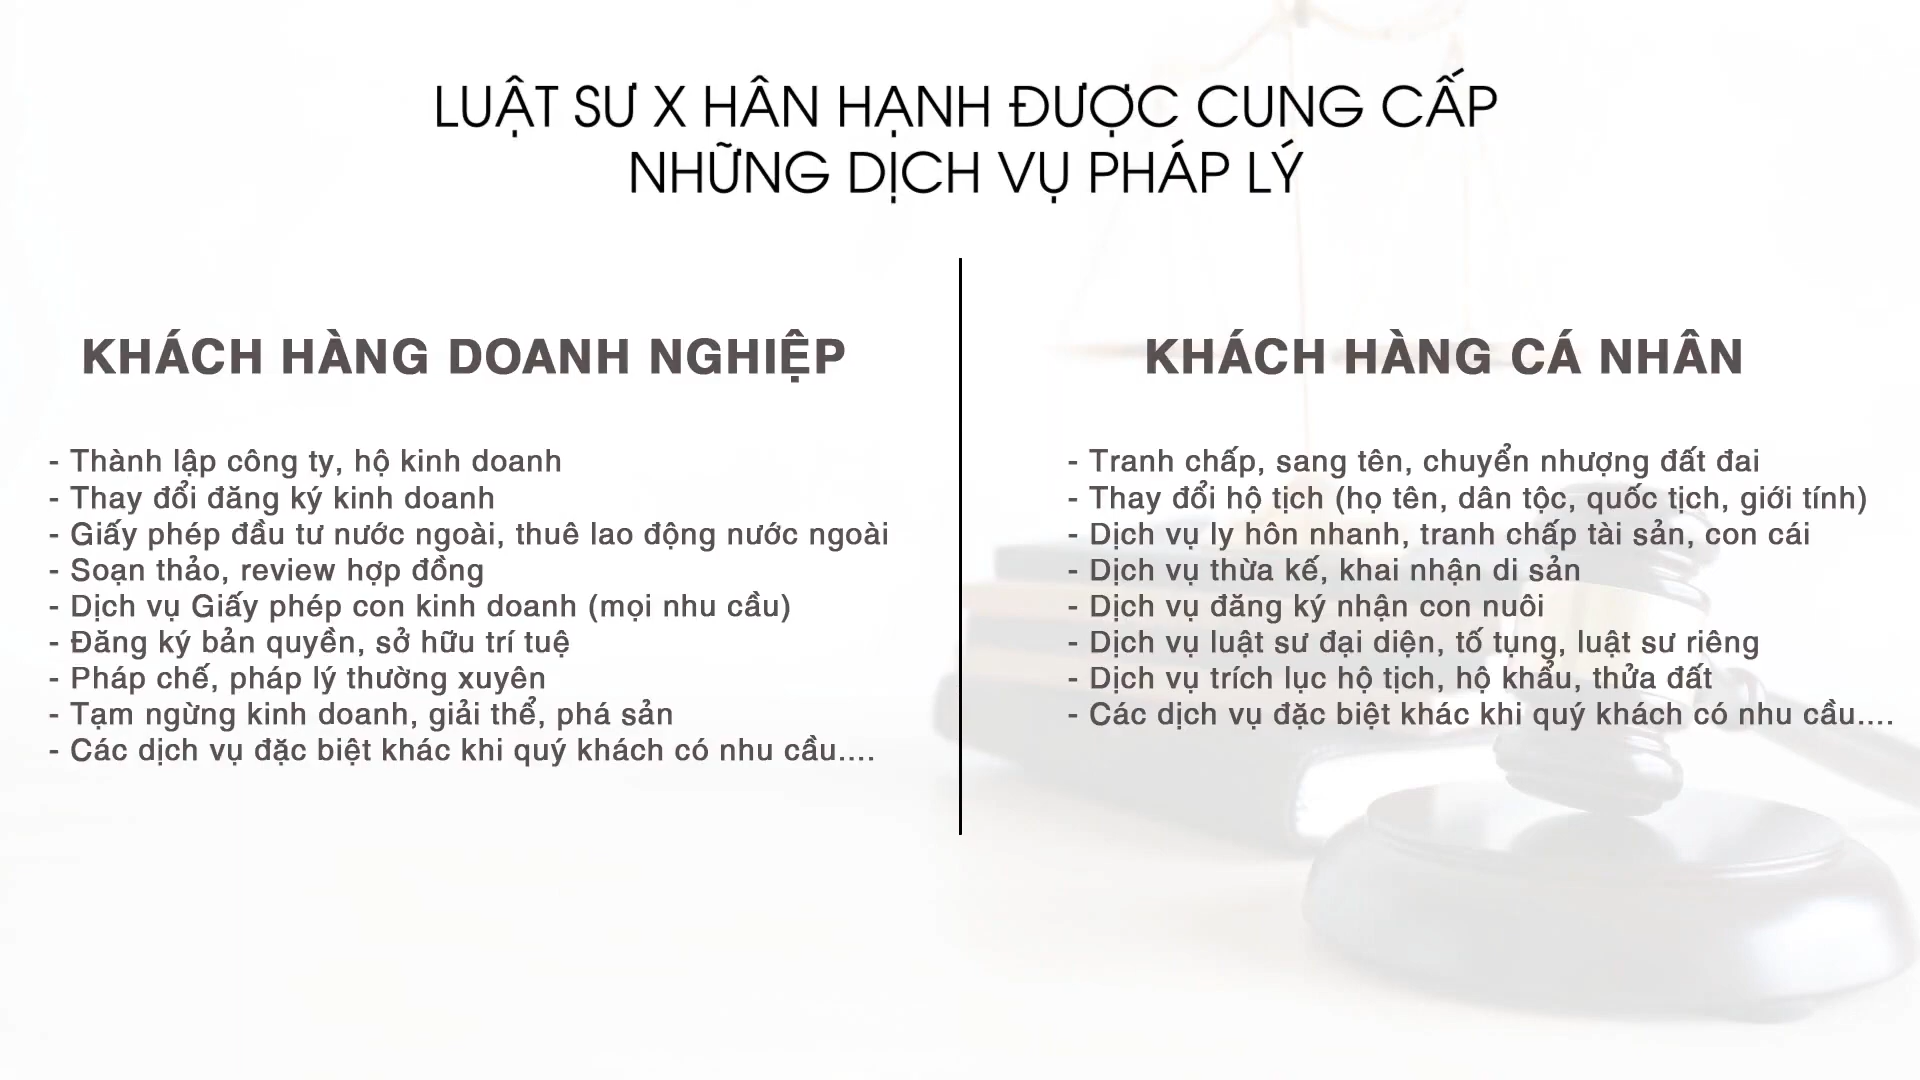 LUẬT SƯ X HÂN HẠNH ĐƯỢC CUNG CẤP
NHỮNG DỊCH VỤ PHÁP LÝ
KHÁCH HÀNG DOANH NGHIỆP
- Thành lập công ty, hộ kinh doanh
- Thay đổi đăng ký kinh doanh
- Giấy phép đầu tư nước ngoài, thuê lao động nước ngoài
- Soạn thảo, review hợp đồng
- Dịch vụ Giấy phép con kinh doanh (mọi nhu cầu)
- Đăng ký bản quyền, sở hữu trí tuệ
- Pháp chế, pháp lý thường xuyên
- Tạm ngừng kinh doanh, giải thể, phá sản
- Các dịch vụ đặc biệt khác khi quý khách có nhu cầu....
KHÁCH HÀNG CÁ NHÂN
- Tranh chấp, sang tên, chuyển nhượng đất đai
- Thay đổi hộ tịch (họ tên, dân tộc, quốc tịch, giới tính)
- Dịch vụ ly hôn nhanh, tranh chấp tài sản, con cái
- Dịch vụ thừa kế, khai nhận di sản
- Dịch vụ đăng ký nhận con nuôi
- Dịch vụ luật sư đại diện, tố tụng, luật sư riêng
- Dịch vụ trích lục hộ tịch, hộ khẩu, thửa đất
- Các dịch vụ đặc biệt khác khi quý khách có nhu cầu....